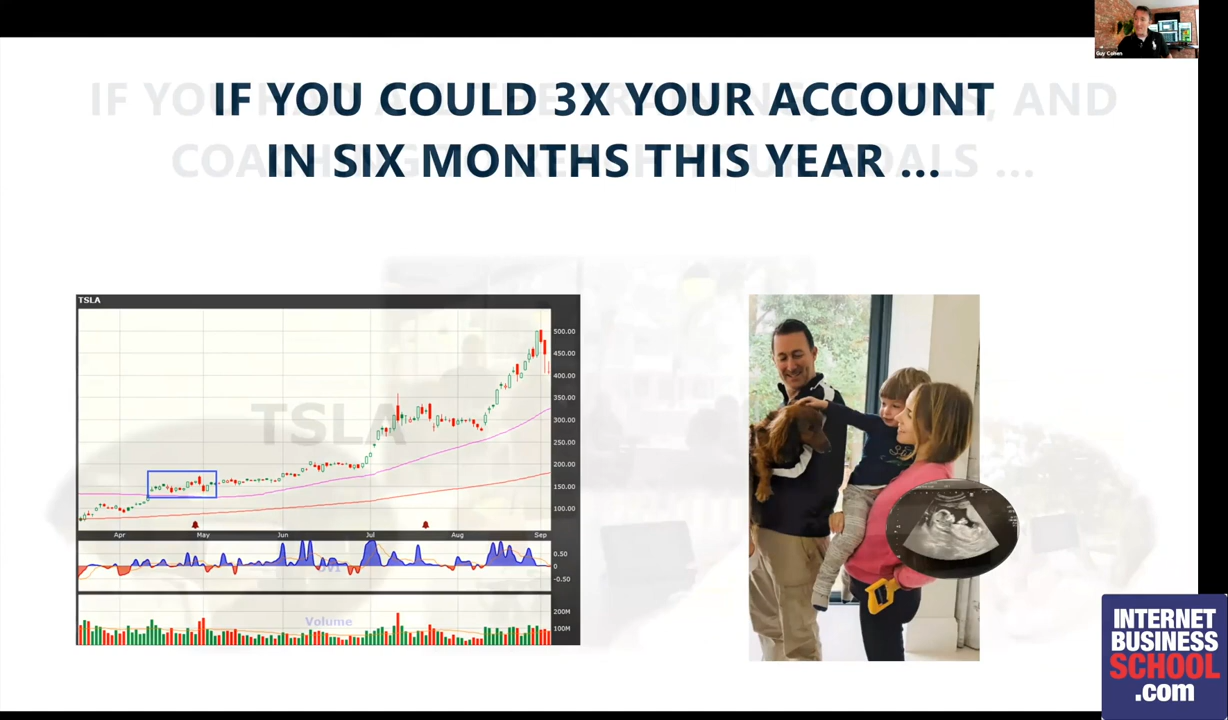 Guy Cohen
IF YOU COULD 3X YOUR ACCOUNT
IN SIX MONTHS THIS YEAR ...
TSLA
500.00
450.00
400.00
350.00
300.00
250.00
200.00
150.00
100.00
TSLA
Apr
May
Jun
Jul
Aug
Sep
0.50
0
-0.50
Volume
200M
100M
INTERNET
BUSINESS
SCHOOL
.com